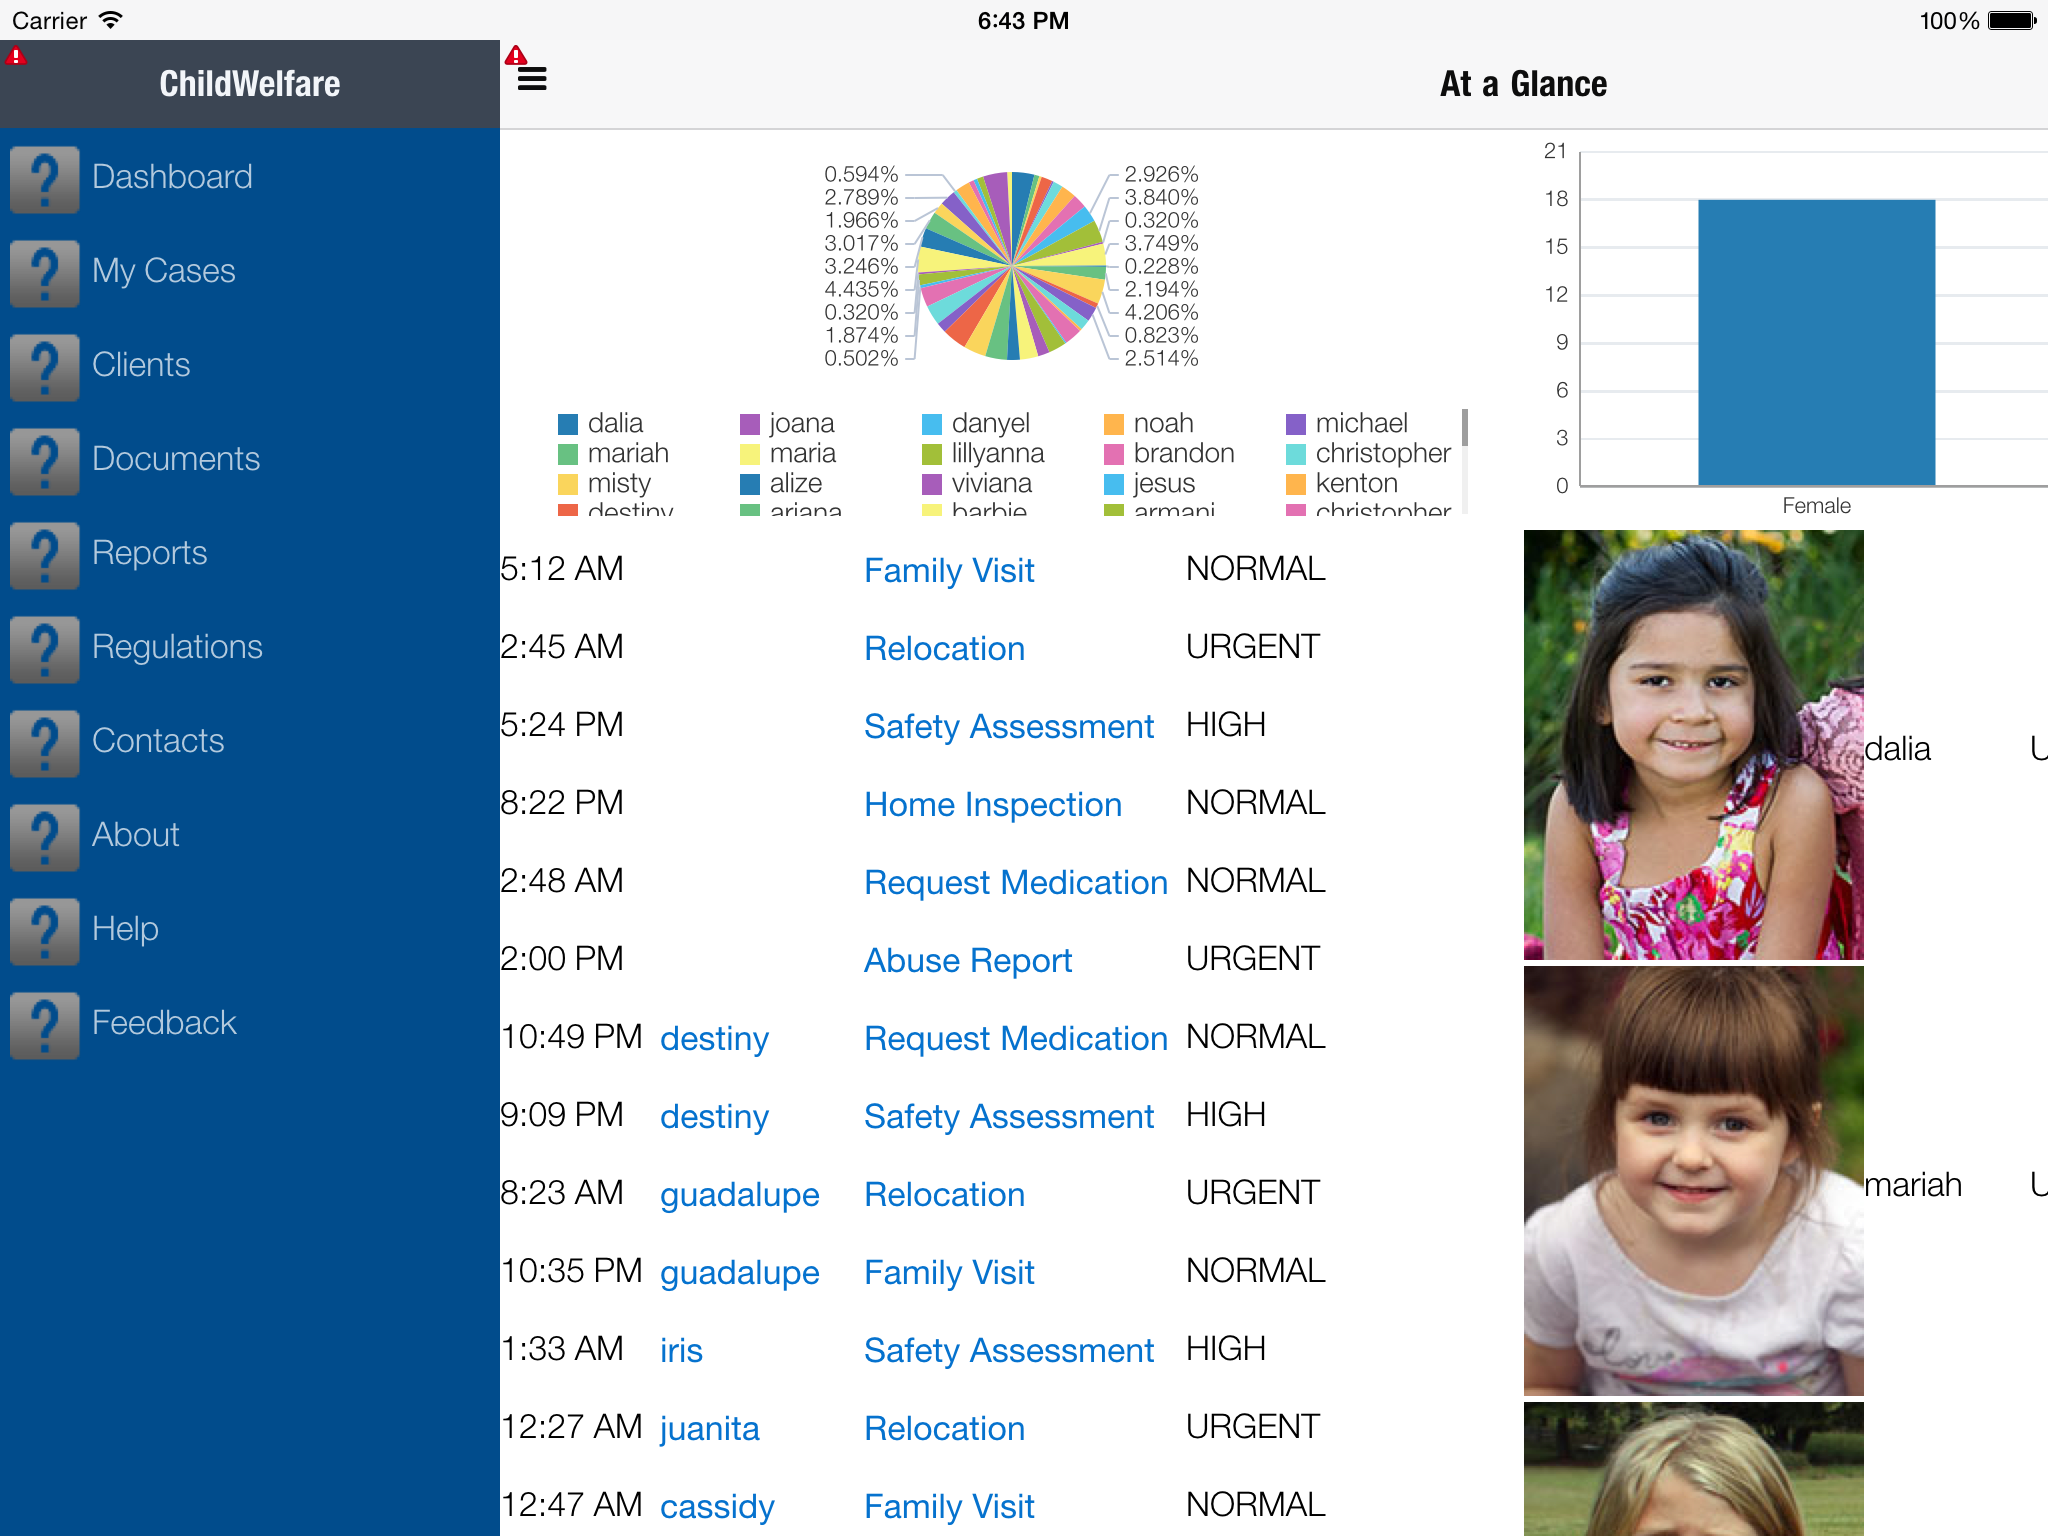 Carrier 6:43 PM 100%
ChildWelfare
At a Glance
Dashboard
My Cases
Clients
Documents
Reports
Regulations
Contacts
About
Help
Feedback
0.594% 2.926%
2.789% 3.840%
1.966% 0.320%
3.017% 3.749%
3.246% 0.228%
4.435% 2.194%
0.320% 4.206%
1.874% 0.823%
0.502% 2.514%
dalia joana danyel noah michael
mariah maria lillyanna brandon christopher
misty alize viviana jesus kenton
destiny ariana barbie armani christopher
21
18
15
12
9
6
3
0
Female
5:12 AM Family Visit NORMAL
2:45 AM Relocation URGENT
5:24 PM Safety Assessment HIGH
8:22 PM Home Inspection NORMAL
2:48 AM Request Medication NORMAL
2:00 PM Abuse Report URGENT
10:49 PM destiny Request Medication NORMAL
9:09 PM destiny Safety Assessment HIGH
8:23 AM guadalupe Relocation URGENT
10:35 PM guadalupe Family Visit NORMAL
1:33 AM iris Safety Assessment HIGH
12:27 AM juanita Relocation URGENT
12:47 AM cassidy Family Visit NORMAL
dalia
mariah